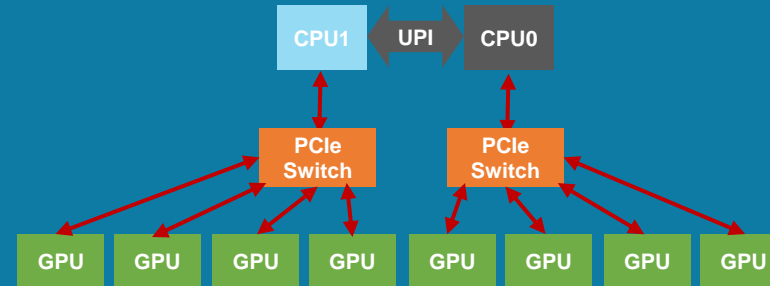 CPU1 UPI CPU0
PCIe PCIe
Switch Switch
GPU GPU GPU GPU GPU GPU GPU GPU